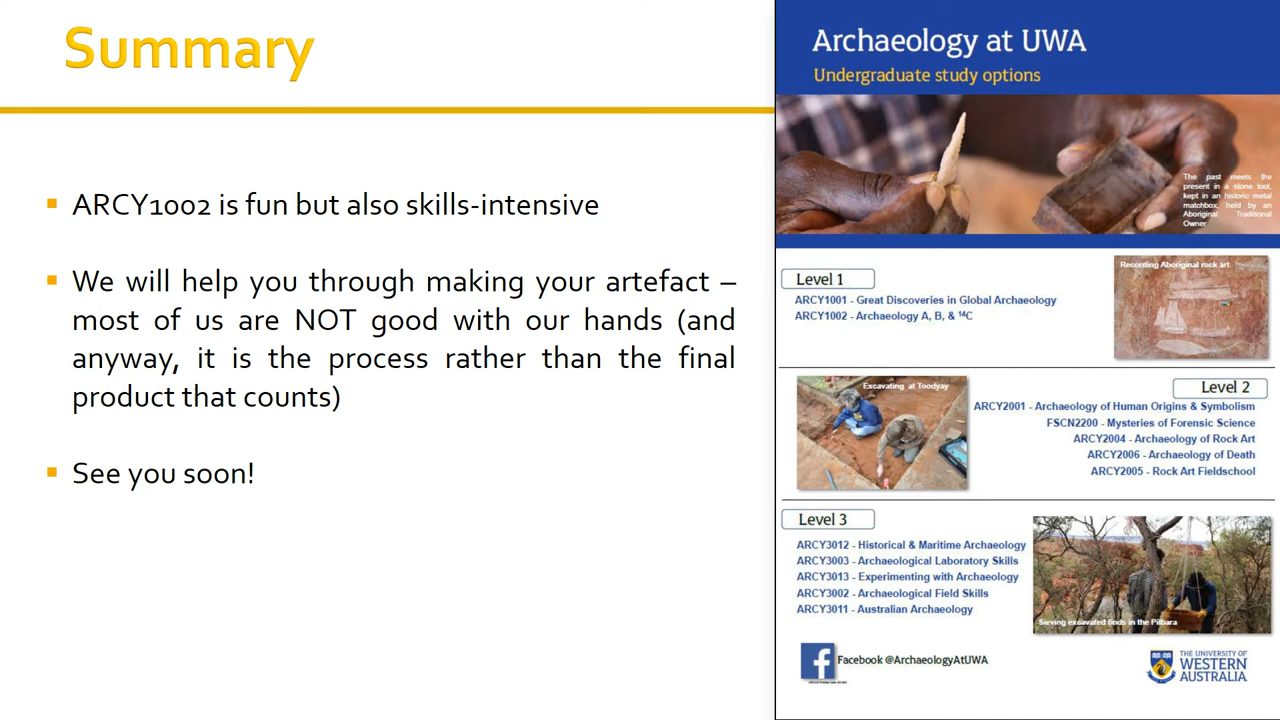 Summary
ARCY1002 is fun but also skills-intensive
We will help you through making your artefact –
most of us are NOT good with our hands (and
anyway, it is the process rather than the final
product that counts)
See you soon!
Archaeology at UWA
Undergraduate study options
The past meets the
present in a stone tool,
kept in an historic metal
matchbox, held by an
Aboriginal Traditional
Owner
Level 1
ARCY1001 - Great Discoveries in Global Archaeology
ARCY1002 - Archaeology A, B, & ¹⁴C
Recording Aboriginal rock art
Excavating at Toodyay
Level 2
ARCY2001 - Archaeology of Human Origins & Symbolism
FSCN2200 - Mysteries of Forensic Science
ARCY2004 - Archaeology of Rock Art
ARCY2006 - Archaeology of Death
ARCY2005 - Rock Art Fieldschool
Level 3
ARCY3012 - Historical & Maritime Archaeology
ARCY3003 - Archaeological Laboratory Skills
ARCY3013 - Experimenting with Archaeology
ARCY3002 - Archaeological Field Skills
ARCY3011 - Australian Archaeology
Sieving excavated finds in the Pilbara
Facebook @ArchaeologyAtUWA
THE UNIVERSITY OF
WESTERN
AUSTRALIA